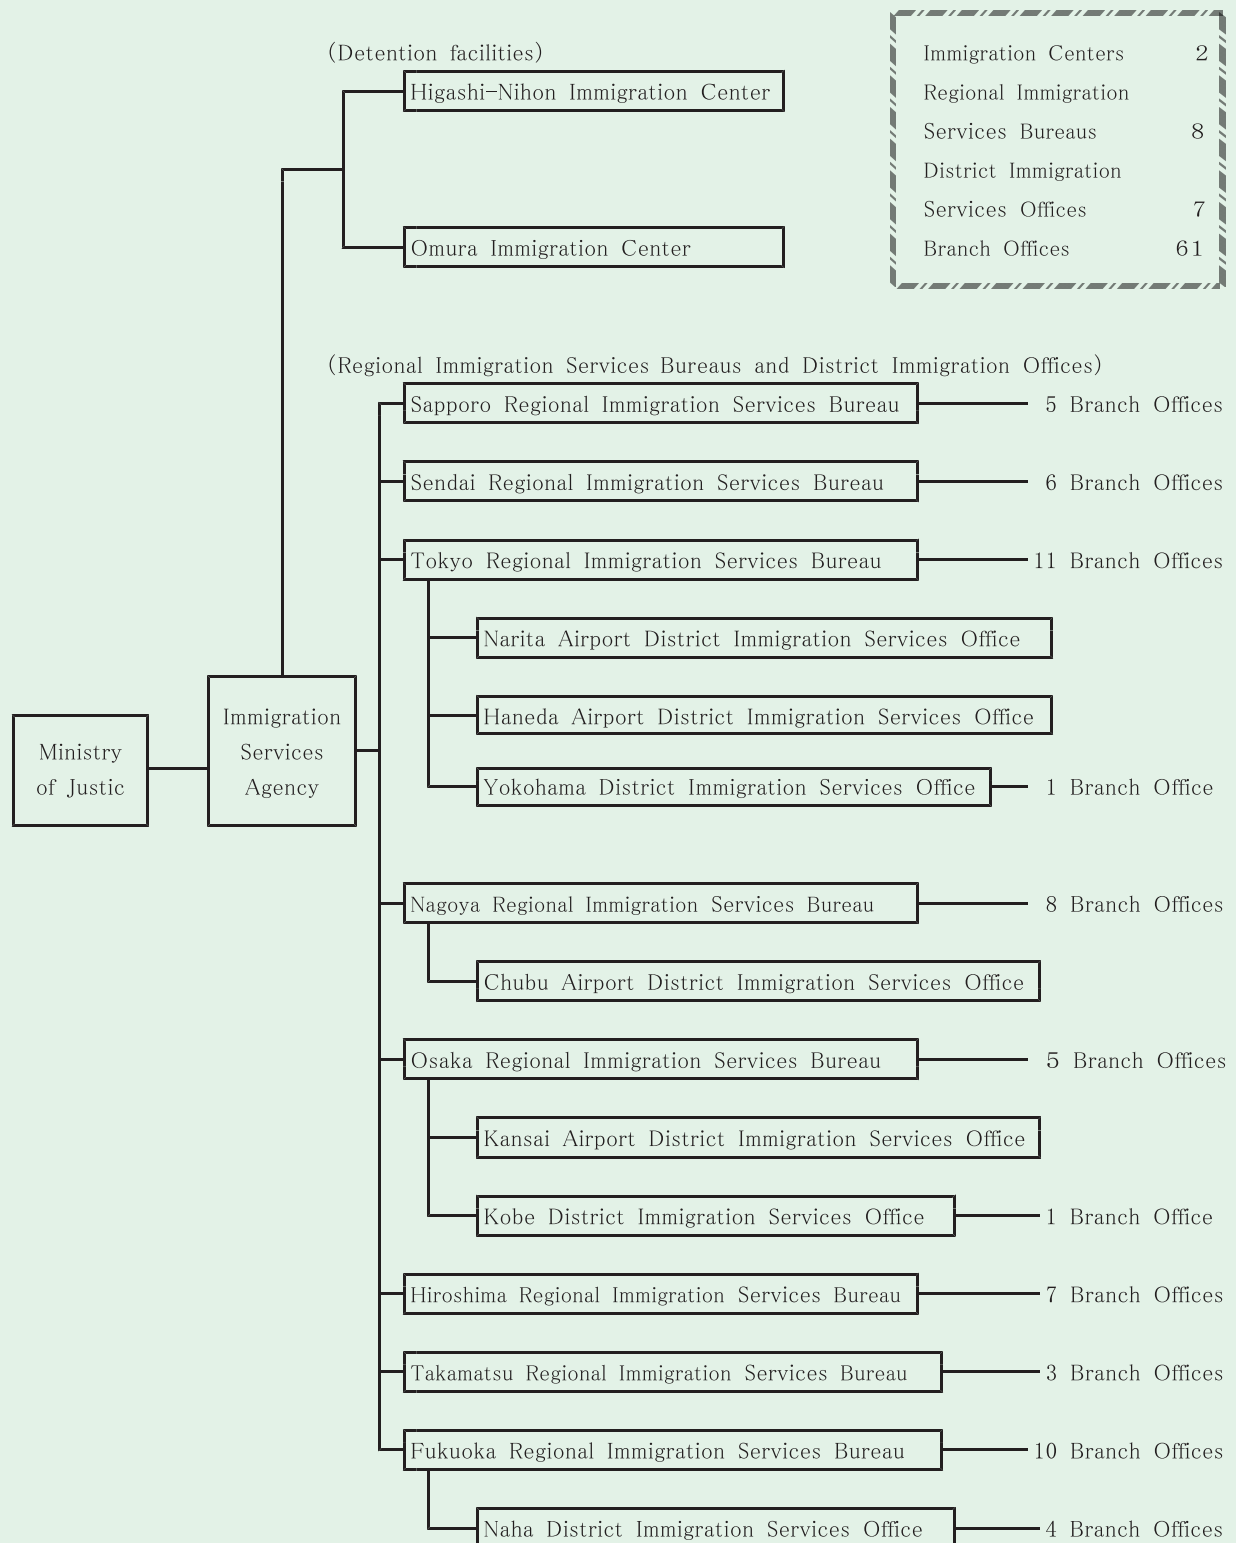 (Detention facilities)
Higashi-Nihon Immigration Center
Omura Immigration Center
Immigration Centers 2
Regional Immigration
Services Bureaus 8
District Immigration
Services Offices 7
Branch Offices 61
(Regional Immigration Services Bureaus and District Immigration Offices)
Sapporo Regional Immigration Services Bureau 5 Branch Offices
Sendai Regional Immigration Services Bureau 6 Branch Offices
Tokyo Regional Immigration Services Bureau 11 Branch Offices
Narita Airport District Immigration Services Office
Haneda Airport District Immigration Services Office
Yokohama District Immigration Services Office 1 Branch Office
Ministry
of Justic
Immigration
Services
Agency
Nagoya Regional Immigration Services Bureau 8 Branch Offices
Chubu Airport District Immigration Services Office
Osaka Regional Immigration Services Bureau 5 Branch Offices
Kansai Airport District Immigration Services Office
Kobe District Immigration Services Office 1 Branch Office
Hiroshima Regional Immigration Services Bureau 7 Branch Offices
Takamatsu Regional Immigration Services Bureau 3 Branch Offices
Fukuoka Regional Immigration Services Bureau 10 Branch Offices
Naha District Immigration Services Office 4 Branch Offices